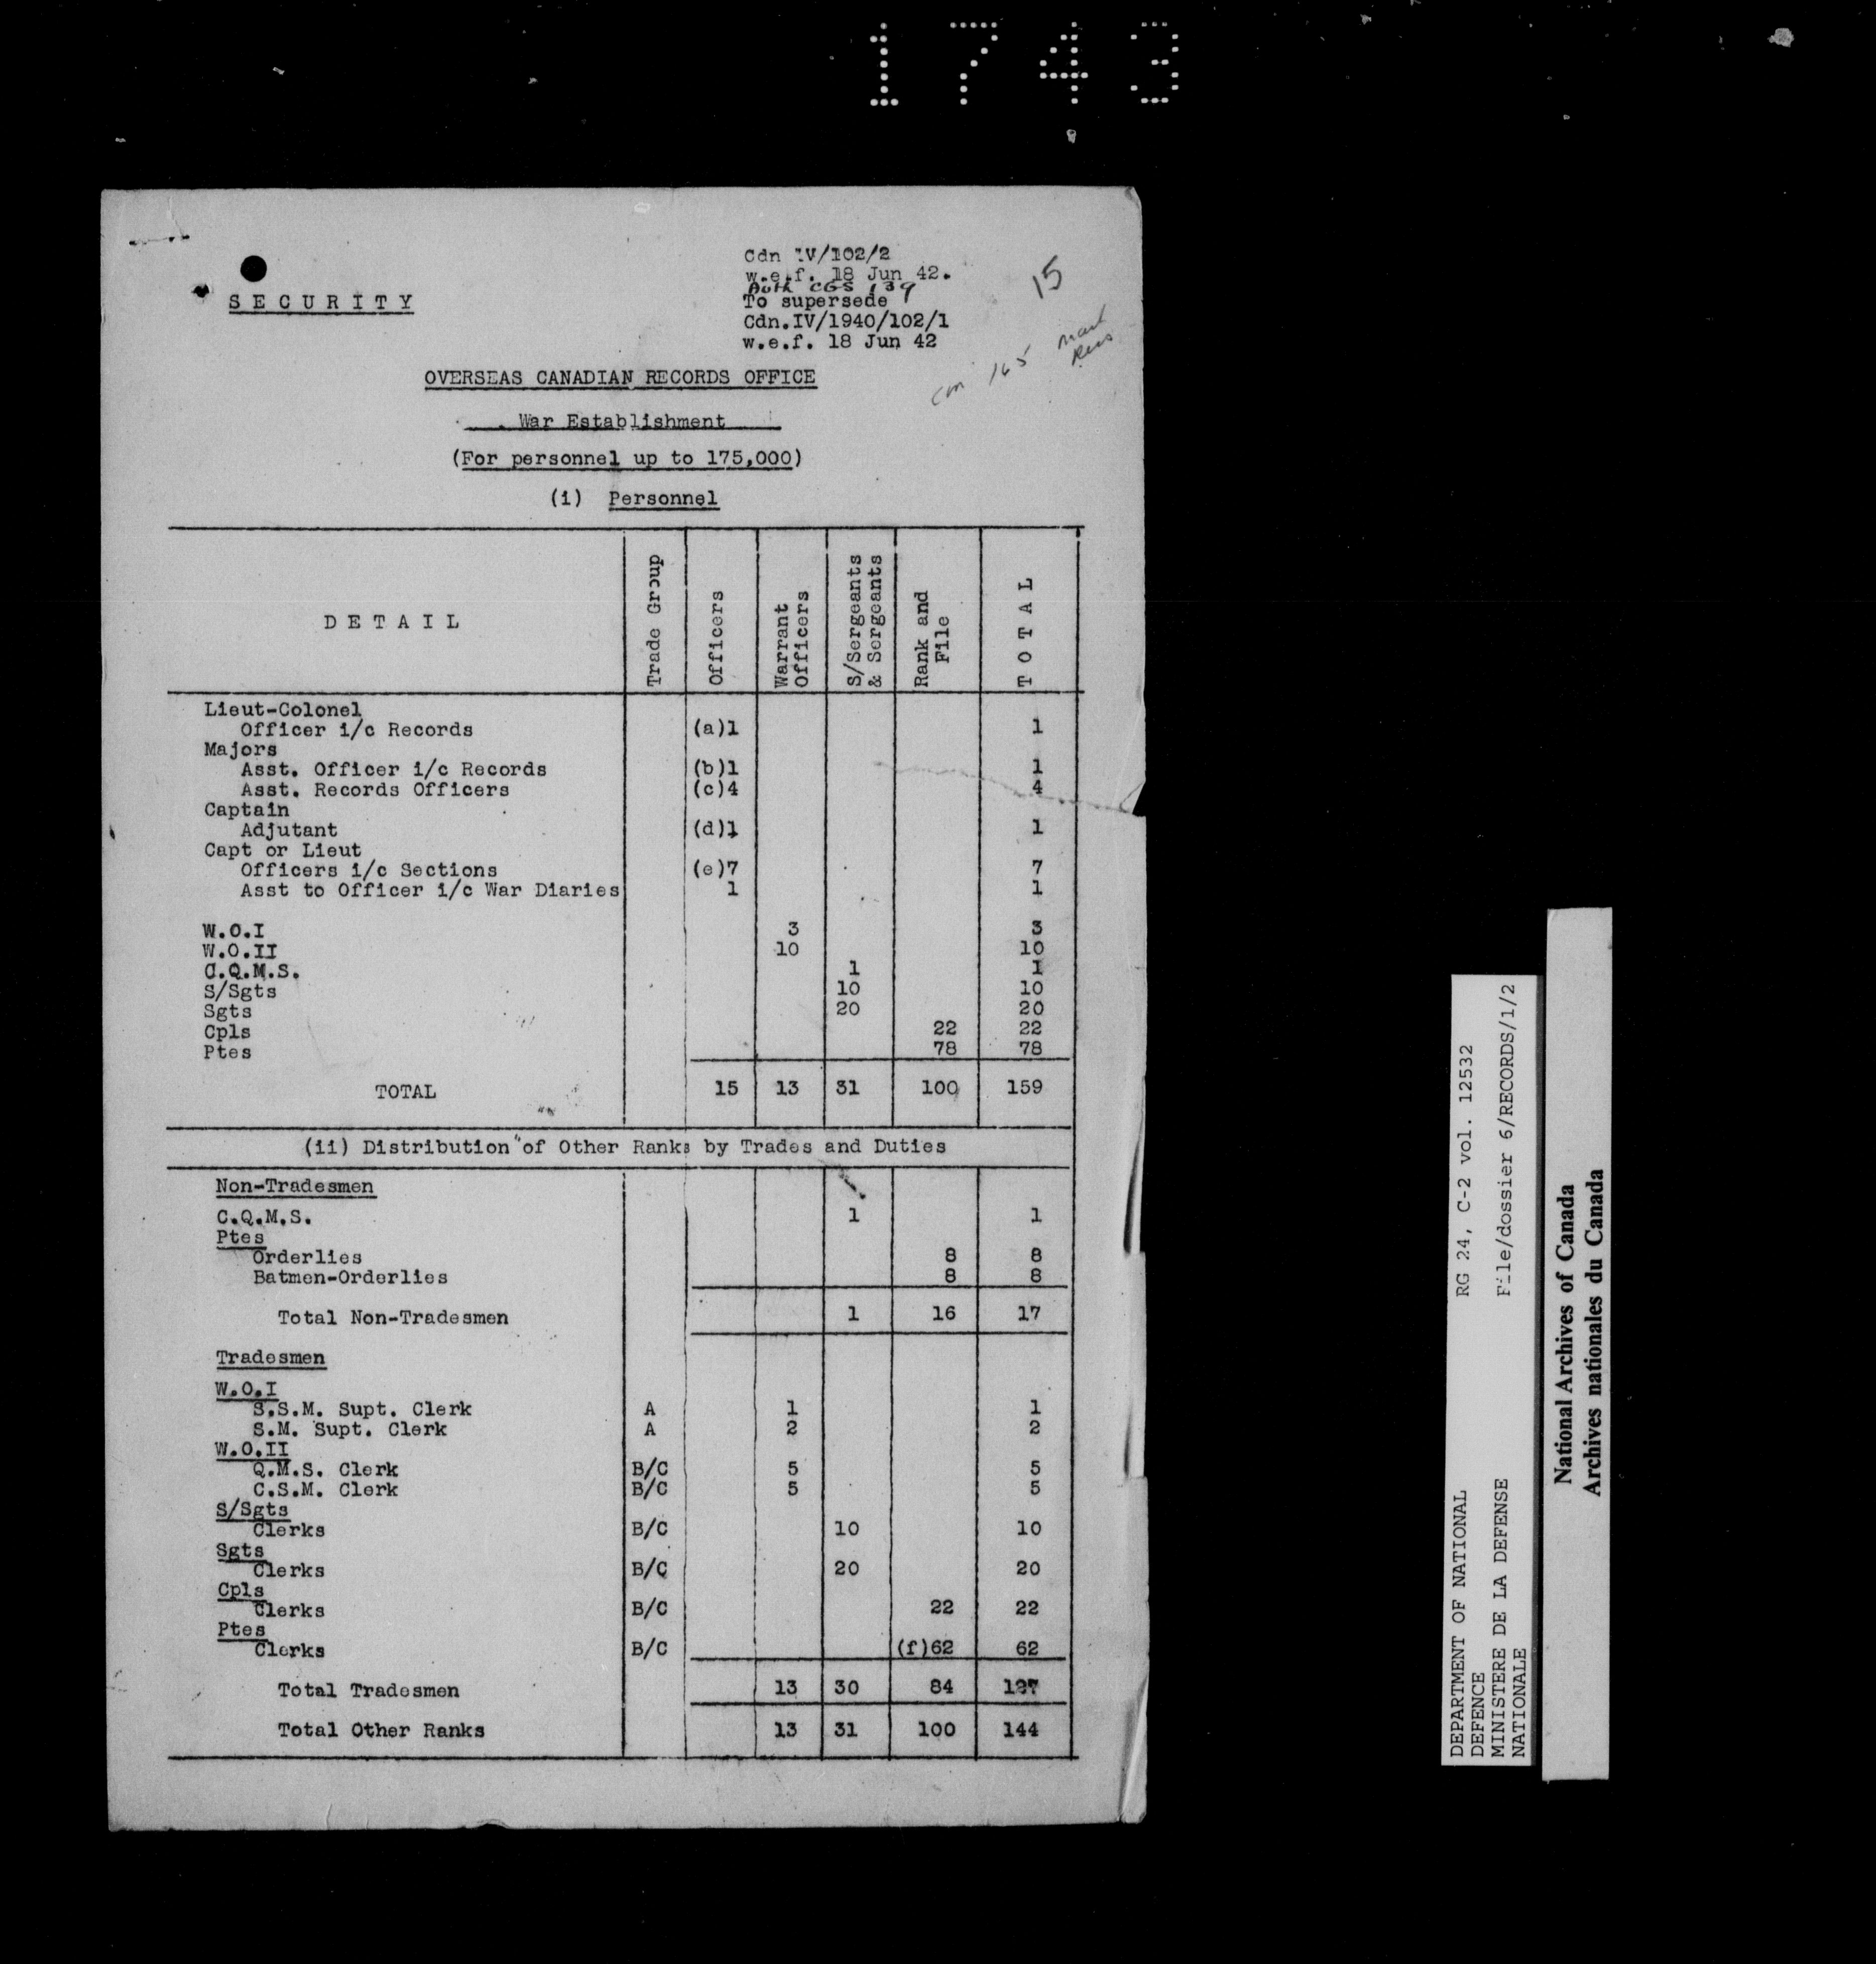 1743
Cdn IV/102/2
w.e.f. 18 Jun 42.
Auth CGS 139
To supersede
Cdn.IV/1940/102/1
w.e.f. 18 Jun 42
15
165
SECURITY
OVERSEAS CANADIAN RECORDS OFFICE
War Establishment
(For personnel up to 175,000)
(i) Personnel
DETAIL Trade Group Officers Warrant Officers S/Sergeants & Sergeants Rank and File TOTAL
Lieut-Colonel
Officer i/c Records (a)1 1
Majors
Asst. Officer i/c Records (b)1 1
Asst. Records Officers (c)4 4
Captain
Adjutant (d)1 1
Capt or Lieut
Officers i/c Sections (e)7 7
Asst to Officer i/c War Diaries 1 1
W.O.I 3 3
W.O.II 10 10
C.Q.M.S. 1 1
S/Sgts 10 10
Sgts 20 20
Cpls 22 22
Ptes 78 78
TOTAL 15 13 31 100 159
(ii) Distribution of Other Ranks by Trades and Duties
Non-Tradesmen
C.Q.M.S. 1 1
Ptes
Orderlies 8 8
Batmen-Orderlies 8 8
Total Non-Tradesmen 1 16 17
Tradesmen
W.O.I
S.S.M. Supt. Clerk A 1 1
S.M. Supt. Clerk A 2 2
W.O.II
Q.M.S. Clerk B/C 5 5
C.S.M. Clerk B/C 5 5
S/Sgts
Clerks B/C 10 10
Sgts
Clerks B/C 20 20
Cpls
Clerks B/C 22 22
Ptes
Clerks B/C (f)62 62
Total Tradesmen 13 30 84 127
Total Other Ranks 13 31 100 144
DEPARTMENT OF NATIONAL RG 24, C-2 vol. 12532
DEFENCE
MINISTERE DE LA DEFENSE File/dossier 6/RECORDS/1/2
NATIONALE
National Archives of Canada
Archives nationales du Canada